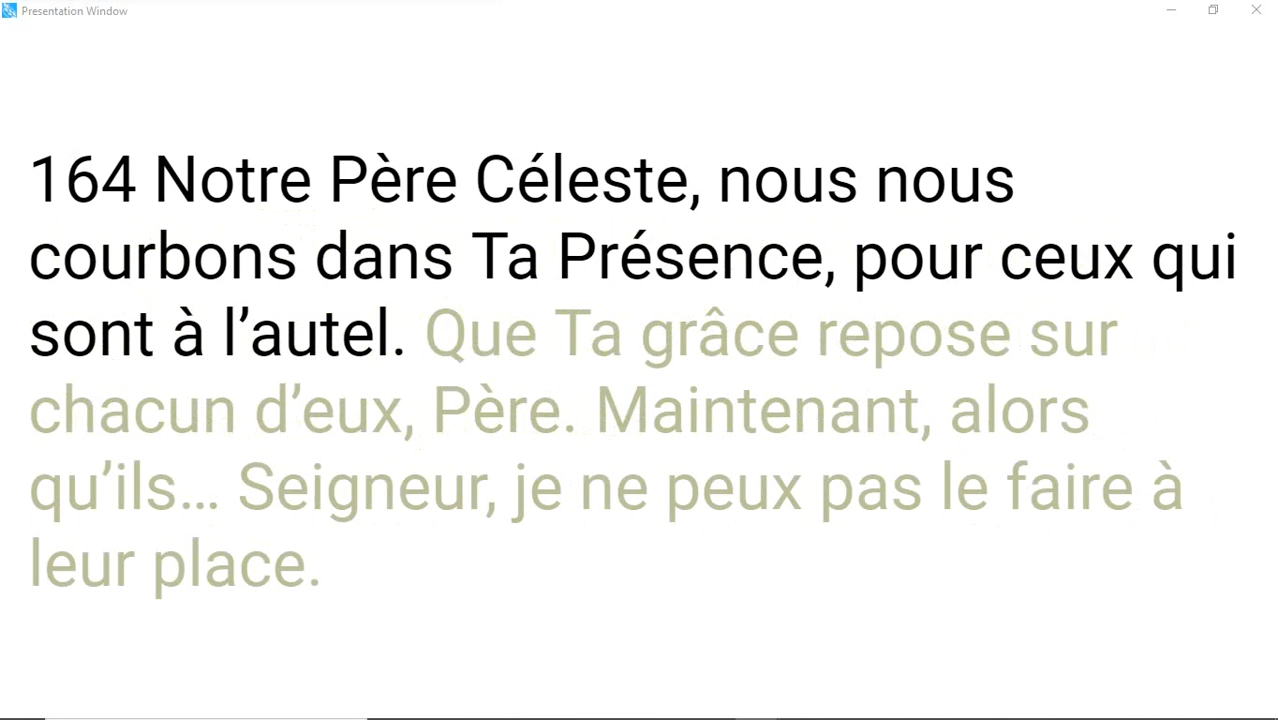 Presentation Window
164 Notre Père Céleste, nous nous
courbons dans Ta Présence, pour ceux qui
sont à l’autel. Que Ta grâce repose sur
chacun d’eux, Père. Maintenant, alors
qu’ils… Seigneur, je ne peux pas le faire à
leur place.